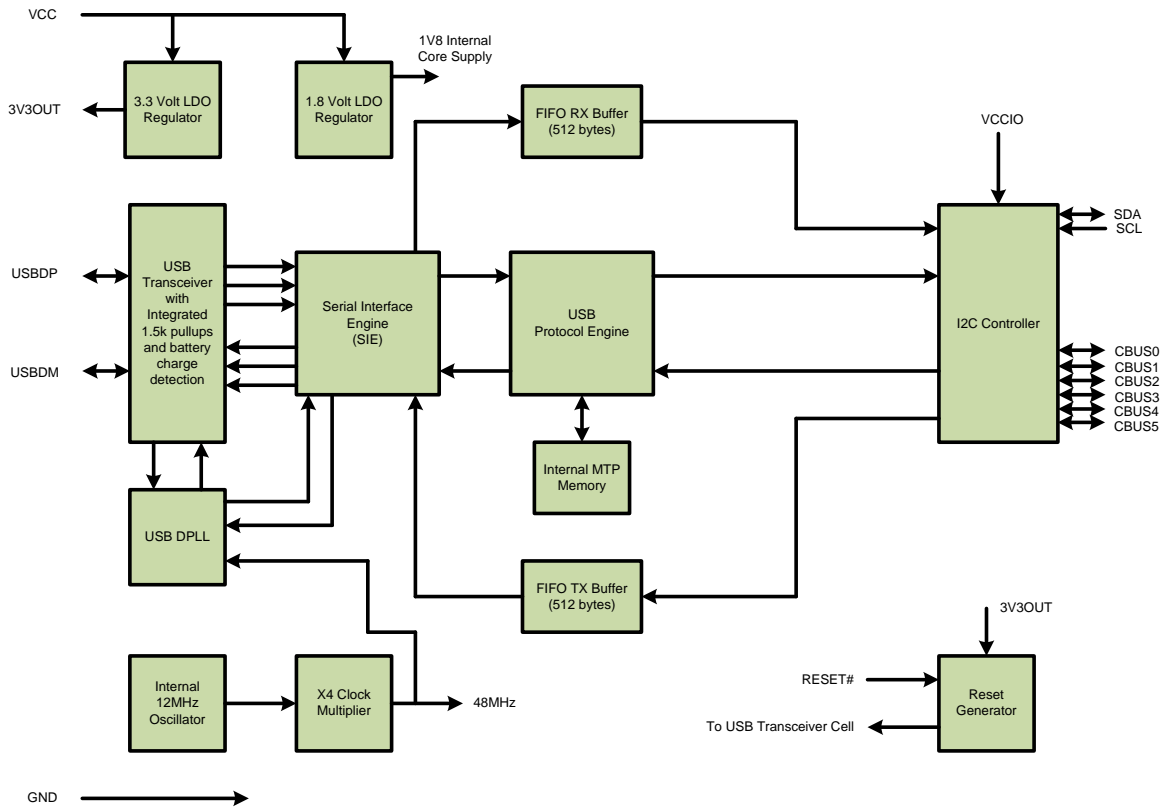 VCC
1V8 Internal
Core Supply
3.3 Volt LDO
Regulator
1.8 Volt LDO
Regulator
3V3OUT
FIFO RX Buffer
(512 bytes)
VCCIO
SDA
SCL
USBDP
USBDM
USB
Transceiver
with
Integrated
1.5k pullups
and battery
charge
detection
Serial Interface
Engine
(SIE)
USB
Protocol Engine
I2C Controller
CBUS0
CBUS1
CBUS2
CBUS3
CBUS4
CBUS5
Internal MTP
Memory
USB DPLL
FIFO TX Buffer
(512 bytes)
3V3OUT
Internal
12MHz
Oscillator
X4 Clock
Multiplier
48MHz
RESET#
Reset
Generator
To USB Transceiver Cell
GND